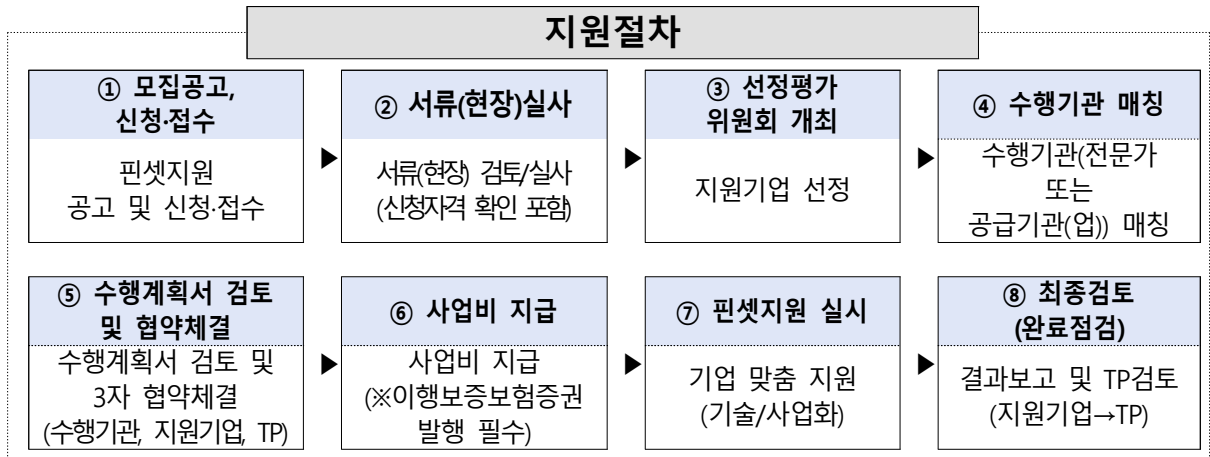 지원절차
① 모집공고,
신청·접수
핀셋지원
공고 및 신청·접수
▶
② 서류(현장)실사
서류(현장) 검토/실사
(신청자격 확인 포함)
▶
③ 선정평가
위원회 개최
지원기업 선정
▶
④ 수행기관 매칭
수행기관(전문가
또는
공급기관(업)) 매칭
⑤ 수행계획서 검토
및 협약체결
수행계획서 검토 및
3자 협약체결
(수행기관, 지원기업, TP)
▶
⑥ 사업비 지급
사업비 지급
(※이행보증보험증권
발행 필수)
▶
⑦ 핀셋지원 실시
기업 맞춤 지원
(기술/사업화)
▶
⑧ 최종검토
(완료점검)
결과보고 및 TP검토
(지원기업→TP)